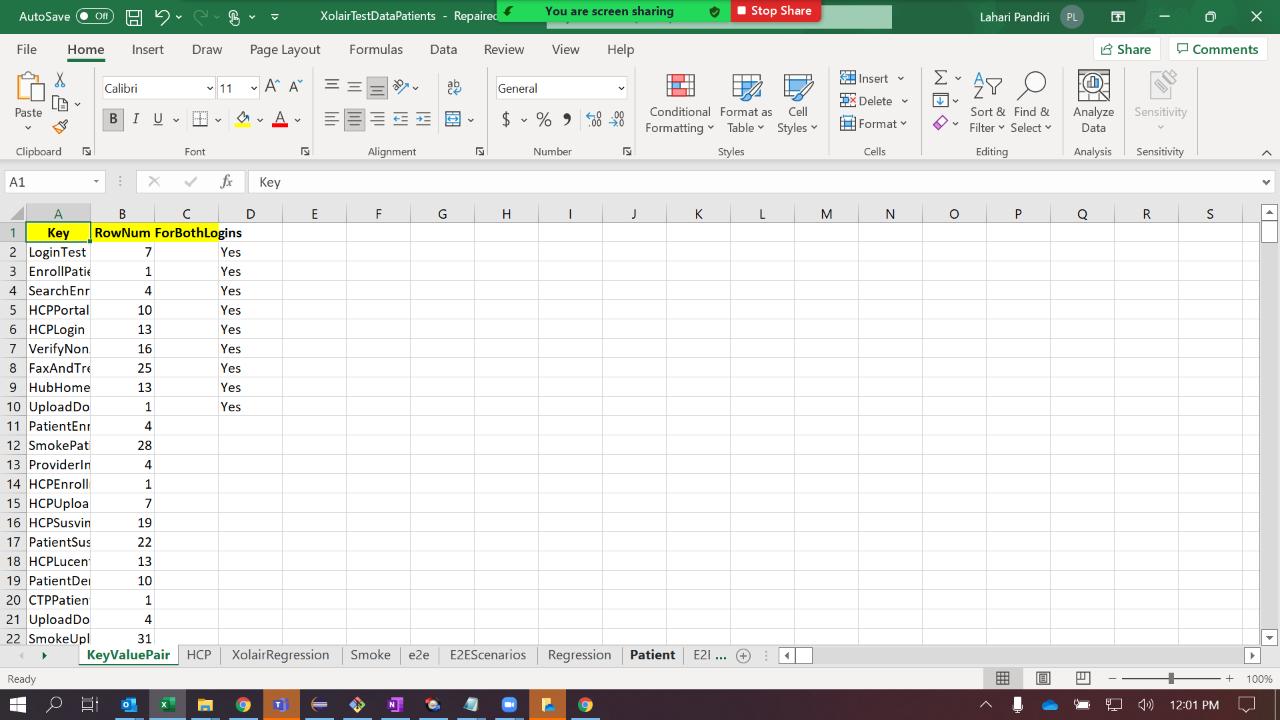 AutoSave Off XolairTestDataPatients - Repaired You are screen sharing Stop Share Lahari Pandiri PL
File Home Insert Draw Page Layout Formulas Data Review View Help Share Comments
Paste Calibri 11 General Conditional Formatting Format as Table Cell Styles Insert Delete Format Sort & Filter Find & Select Analyze Data Sensitivity
B I U A $ %
Clipboard Font Alignment Number Styles Cells Editing Analysis Sensitivity
A1 fx Key
A B C D E F G H I J K L M N O P Q R S
1 Key RowNum ForBothLogins
2 LoginTest 7 Yes
3 EnrollPatie 1 Yes
4 SearchEnr 4 Yes
5 HCPPortal 10 Yes
6 HCPLogin 13 Yes
7 VerifyNon 16 Yes
8 FaxAndTre 25 Yes
9 HubHome 13 Yes
10 UploadDo 1 Yes
11 PatientEnr 4
12 SmokePati 28
13 ProviderIn 4
14 HCPEnroll 1
15 HCPUploa 7
16 HCPSusvin 19
17 PatientSus 22
18 HCPLucen 13
19 PatientDe 10
20 CTPPatien 1
21 UploadDo 4
22 SmokeUpl 31
KeyValuePair HCP XolairRegression Smoke e2e E2EScenarios Regression Patient E2I ...
Ready 100%
12:01 PM